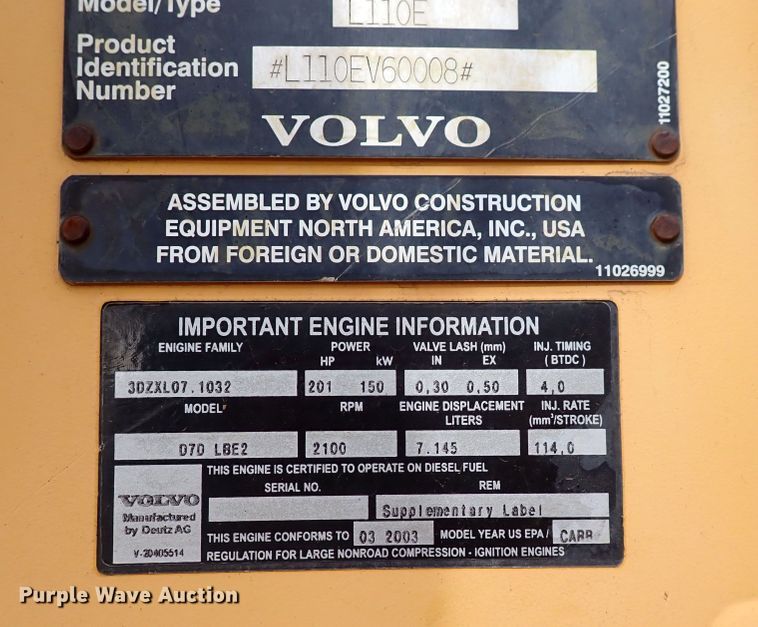 Model/Type L110E
Product
Identification
Number
#L110EV60008#
11027200
VOLVO
ASSEMBLED BY VOLVO CONSTRUCTION
EQUIPMENT NORTH AMERICA, INC., USA
FROM FOREIGN OR DOMESTIC MATERIAL.
11026999
IMPORTANT ENGINE INFORMATION
ENIGINE FAMILY POWER VALVE LASH (mm) INJ. TIMING
HP kW IN EX (BTDC)
3DZXL07.1032 201 150 0,30 0,50 4,0
MODEL RPM ENGINE DISPLACEMENT INJ. RATE
LITERS (mm³/STROKE)
D7D LBE2 2100 7.145 114,0
THIS ENGINE IS CERTIFIED TO OPERATE ON DIESEL FUEL
SERIAL NO. REM
VOLVO
Supplementary Label
Manufactured
by Deutz AG
THIS ENGINE CONFORMS TO 03 2003 MODEL YEAR US EPA / CARB
V-20405514
REGULATION FOR LARGE NONROAD COMPRESSION - IGNITION ENGINES
Purple Wave Auction